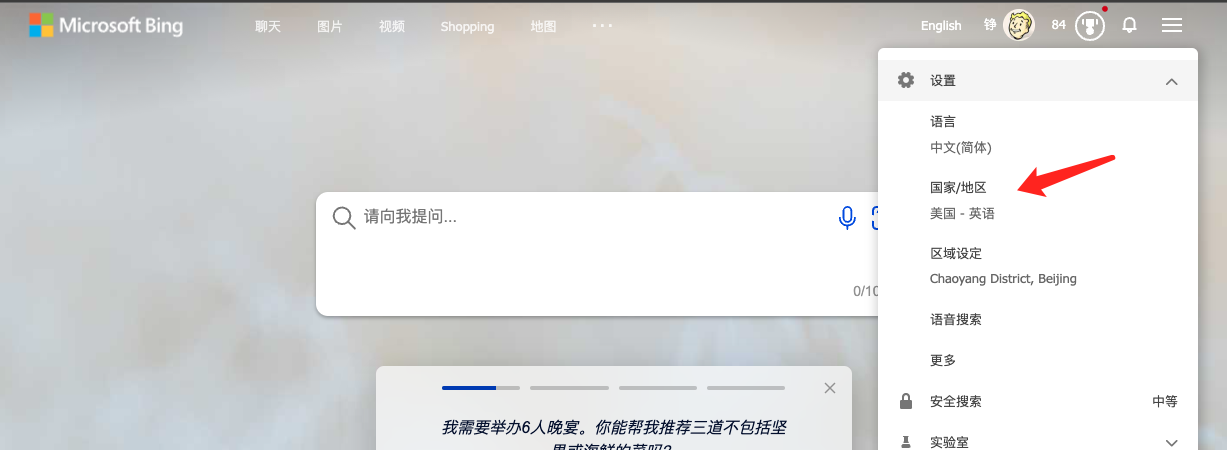 Microsoft Bing
聊天
图片
视频
Shopping
地图
English
铮
84
设置
语言
中文(简体)
国家/地区
美国 - 英语
区域设定
Chaoyang District, Beijing
语音搜索
更多
安全搜索
中等
实验室
请向我提问...
0/10
我需要举办6人晚宴。你能帮我推荐三道不包括坚
果或海鲜的菜吗?